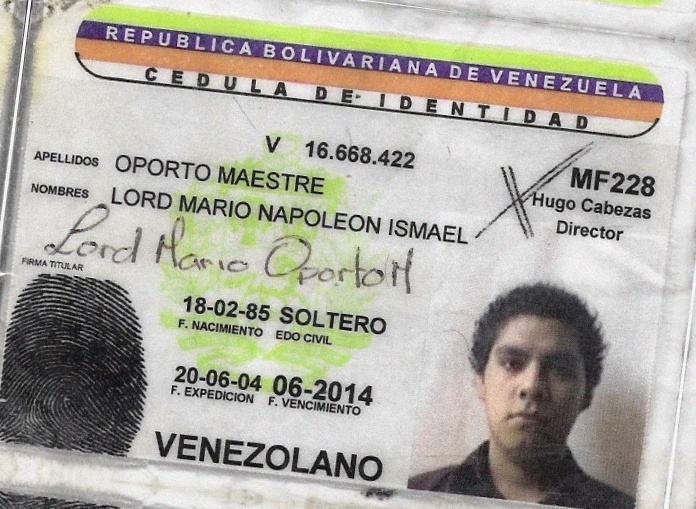 REPUBLICA BOLIVARIANA DE VENEZUELA
CEDULA DE IDENTIDAD
V 16.668.422
MF228
Hugo Cabezas
Director
APELLIDOS OPORTO MAESTRE
NOMBRES LORD MARIO NAPOLEON ISMAEL
Lord Mario Oporto M
FIRMA TITULAR
18-02-85 SOLTERO
F. NACIMIENTO EDO CIVIL
20-06-04 06-2014
F. EXPEDICION F. VENCIMIENTO
VENEZOLANO